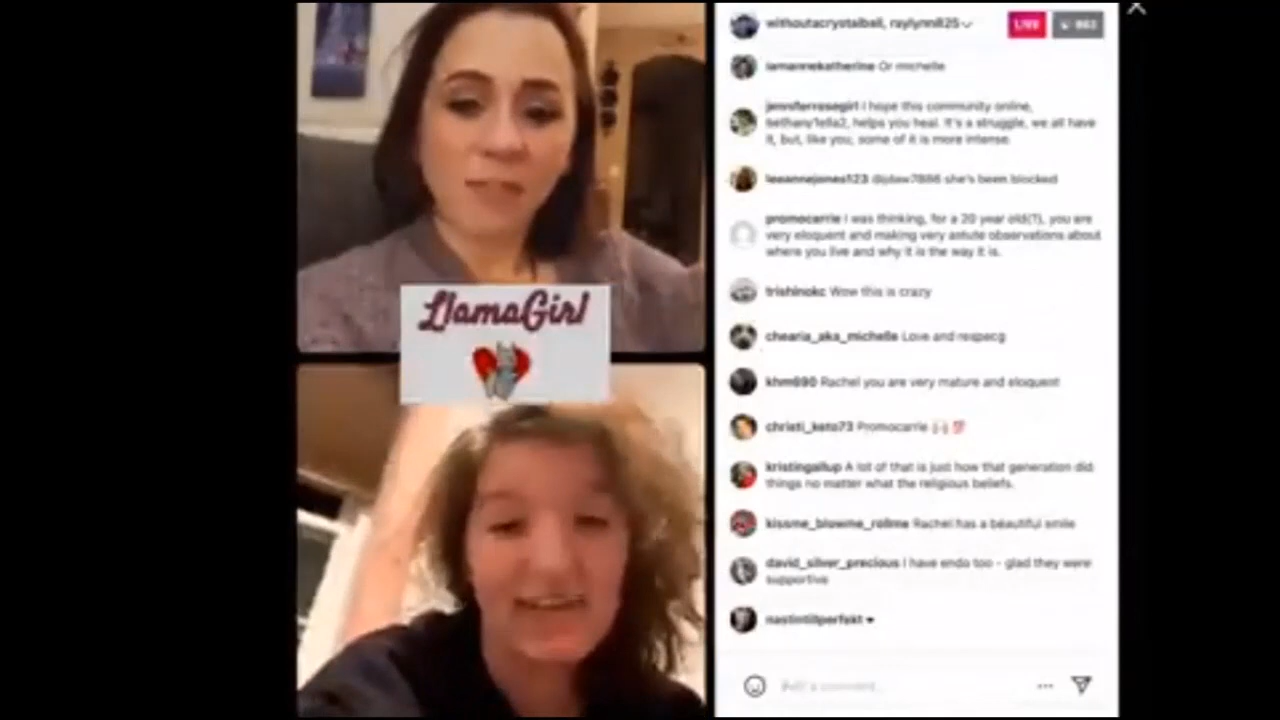 LlamaGirl
withoutacrystalball, raylynn825
LIVE
iamannekatherine Or michelle
jenniferrosegirl I hope this community online,
helps you heal. It's a struggle, we all have
it, but, like you, some of it is more intense.
leeannejones123 she's been blocked
promocarrie I was thinking, for a 20 year old(?), you are
very eloquent and making very astute observations about
where you live and why it is the way it is.
trishinokc Wow this is crazy
chearia_aka_michelle Love and respecg
khm690 Rachel you are very mature and eloquent
christi_keto73 Promocarrie 🙌🏻 💯
kristingallup A lot of that is just how that generation did
things no matter what the religious beliefs.
kissme_blowme_rollme Rachel has a beautiful smile
david_silver_precious I have endo too - glad they were
supportive
nastintillperfekt ♥
Add a comment...